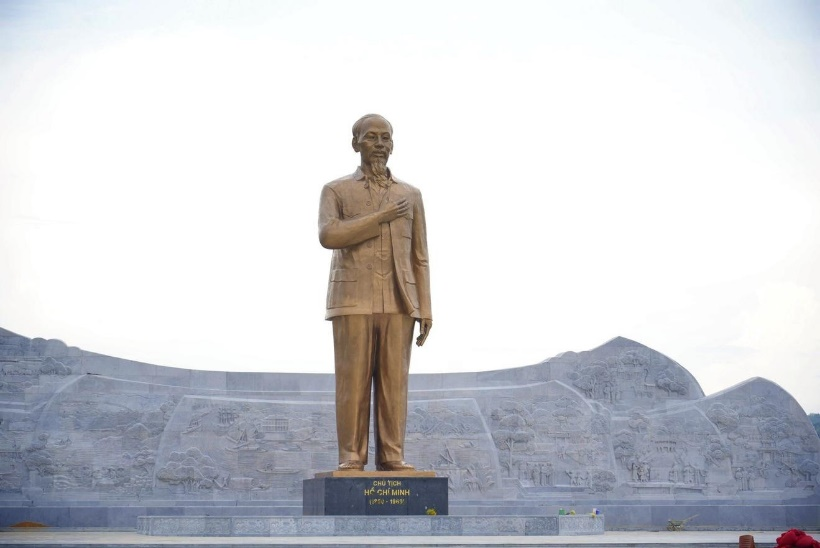 CHỦ TỊCH
HỒ CHÍ MINH
(1890 - 1969)